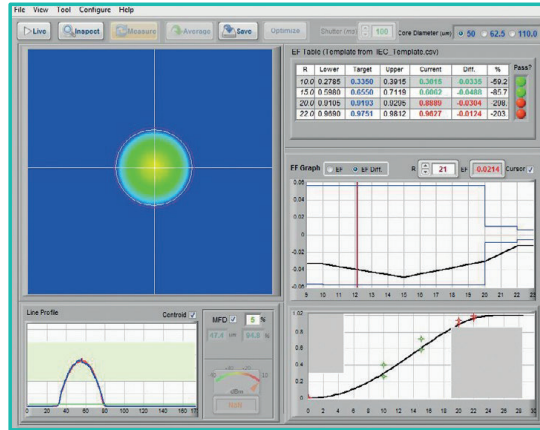 File View Tool Configure Help
Live Inspect Measure Average Save Optimize Shutter (ms) 100 Core Diameter (um) 50 62.5 110.0
EF Table (Template from IEC_Template.csv)
R Lower Target Upper Current Diff. % Pass?
10.0 0.2785 0.3350 0.3915 0.3015 -0.0335 -59.2
15.0 0.5980 0.6550 0.7119 -0.0488 -85.7
20.0 0.9105 0.9193 0.8889 -0.0304 -208.
22.0 0.9690 0.9751 0.9812 0.9627 -0.0124 -203.
EF Graph EF EF Diff. R 21 EF 0.0214 Cursor
0.06
0.04
0.02
0
-0.02
-0.04
-0.06
9 10 11 12 13 14 15 16 17 18 19 20 21 22 23
Line Profile Centroid
0 20 40 60 80 100 120 140 160
MFD 5 %
um %
1.02
0.8
0.6
0.4
0.2
0
0 2 4 6 8 10 12 14 16 18 20 22 24 26 28 30